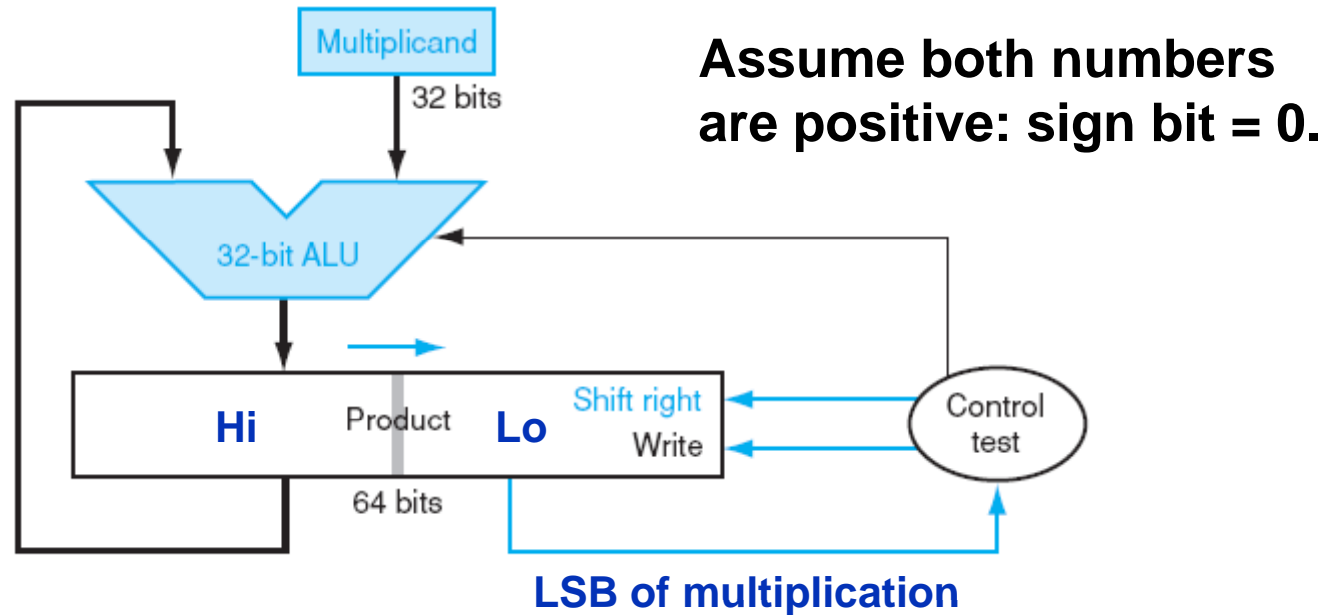 Multiplicand
32 bits
Assume both numbers
are positive: sign bit = 0.
32-bit ALU
Hi
Product
Lo
Shift right
Write
Control
test
64 bits
LSB of multiplication